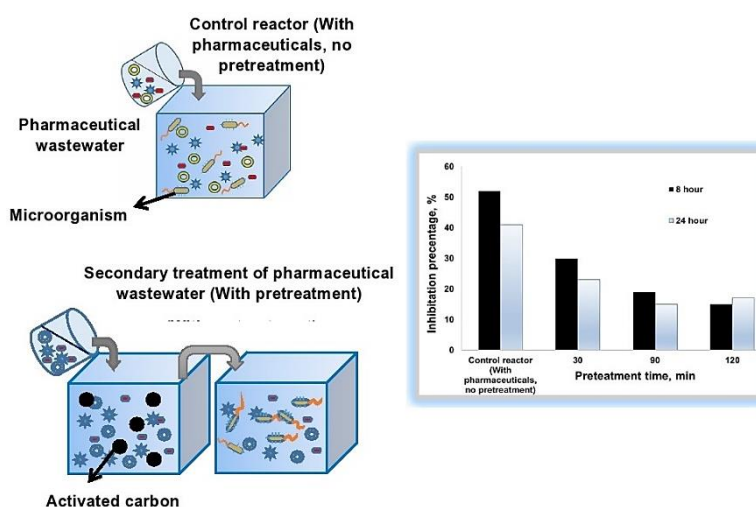 Control reactor (With
pharmaceuticals, no
pretreatment)
Pharmaceutical
wastewater
Microorganism
Secondary treatment of pharmaceutical
wastewater (With pretreatment)
Activated carbon
Inhibitation precentage, %
60
50
40
30
20
10
0
8 hour
24 hour
Control reactor
(With
pharmaceuticals,
no pretreatment)
30
90
120
Pretreatment time, min